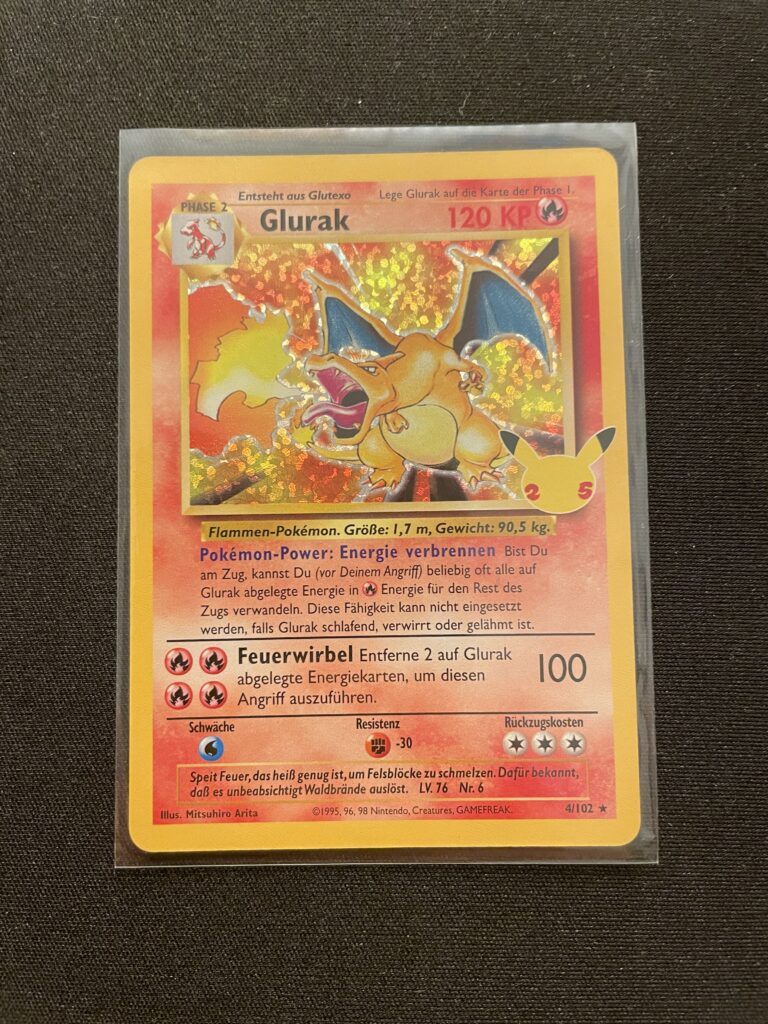 Entsteht aus Glutexo Lege Glurak auf die Karte der Phase 1.
PHASE 2
Glurak 120 KP
25
Flammen-Pokémon. Größe: 1,7 m, Gewicht: 90,5 kg.
Pokémon-Power: Energie verbrennen Bist Du
am Zug, kannst Du (vor Deinem Angriff) beliebig oft alle auf
Glurak abgelegte Energie in Energie für den Rest des
Zugs verwandeln. Diese Fähigkeit kann nicht eingesetzt
werden, falls Glurak schlafend, verwirrt oder gelähmt ist.
Feuerwirbel Entferne 2 auf Glurak
abgelegte Energiekarten, um diesen
Angriff auszuführen.
100
Schwäche Resistenz Rückzugskosten
-30
Speit Feuer, das heiß genug ist, um Felsblöcke zu schmelzen. Dafür bekannt,
daß es unbeabsichtigt Waldbrände auslöst. LV. 76 Nr. 6
Illus. Mitsuhiro Arita ©1995, 96, 98 Nintendo, Creatures, GAMEFREAK. 4/102 ★